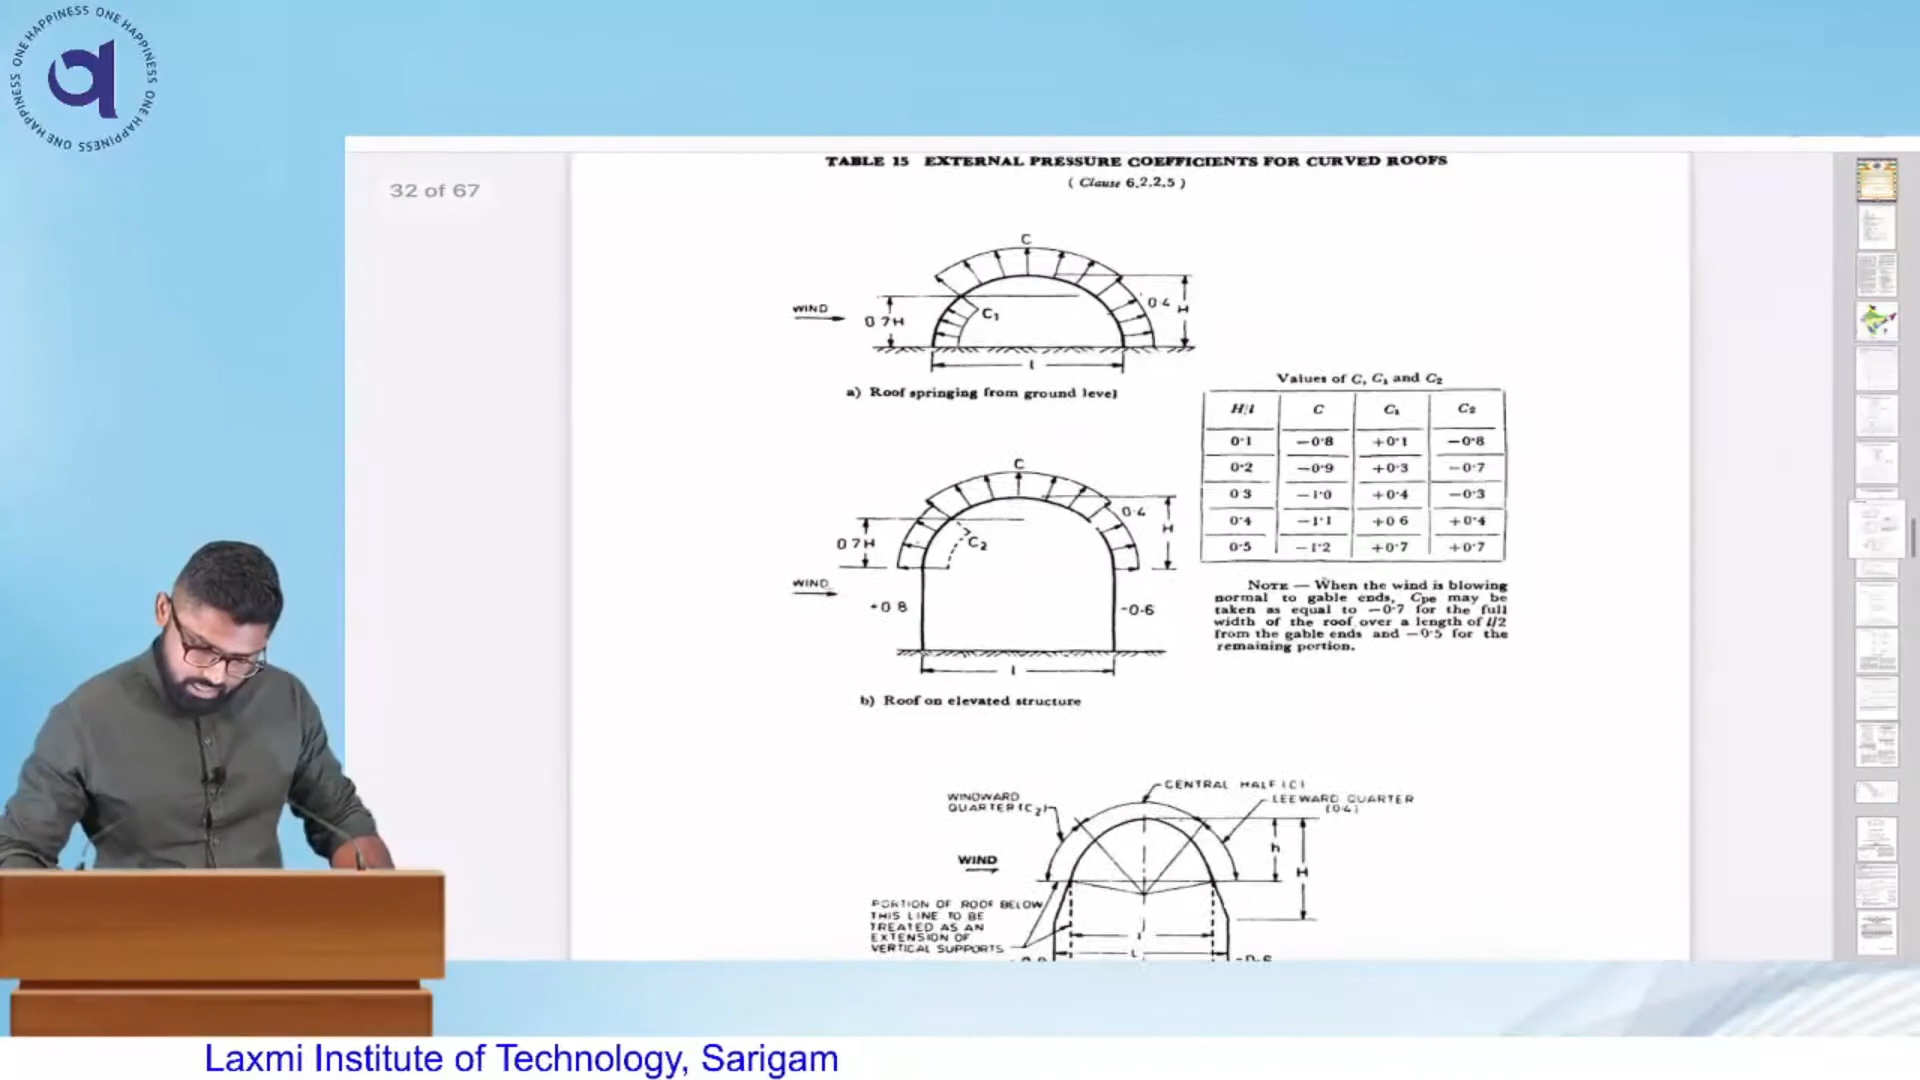 ONE HAPPINESS ONE HAPPINESS ONE HAPPINESS ONE HAPPINESS
32 of 67
TABLE 15 EXTERNAL PRESSURE COEFFICIENTS FOR CURVED ROOFS
( Clause 6.2.2.5 )
C
WIND
0 7H
C1
0·4
H
l
a) Roof springing from ground level
Values of C, C1 and C2
H/l C C1 C2
0·1 −0·8 +0·1 −0·8
0·2 −0·9 +0·3 −0·7
0 3 −1·0 +0·4 −0·3
0·4 −1·1 +0 6 +0·4
0·5 −1·2 +0·7 +0·7
NOTE — When the wind is blowing
normal to gable ends, Cpe may be
taken as equal to −0·7 for the full
width of the roof over a length of l/2
from the gable ends and −0·5 for the
remaining portion.
C
0·4
H
0 7H
C2
WIND
+0 8
-0·6
l
b) Roof on elevated structure
CENTRAL HALF (C)
WINDWARD
QUARTER (C2)
LEEWARD QUARTER
(0·4)
WIND
h
H
PORTION OF ROOF BELOW
THIS LINE TO BE
TREATED AS AN
EXTENSION OF
VERTICAL SUPPORTS
Laxmi Institute of Technology, Sarigam